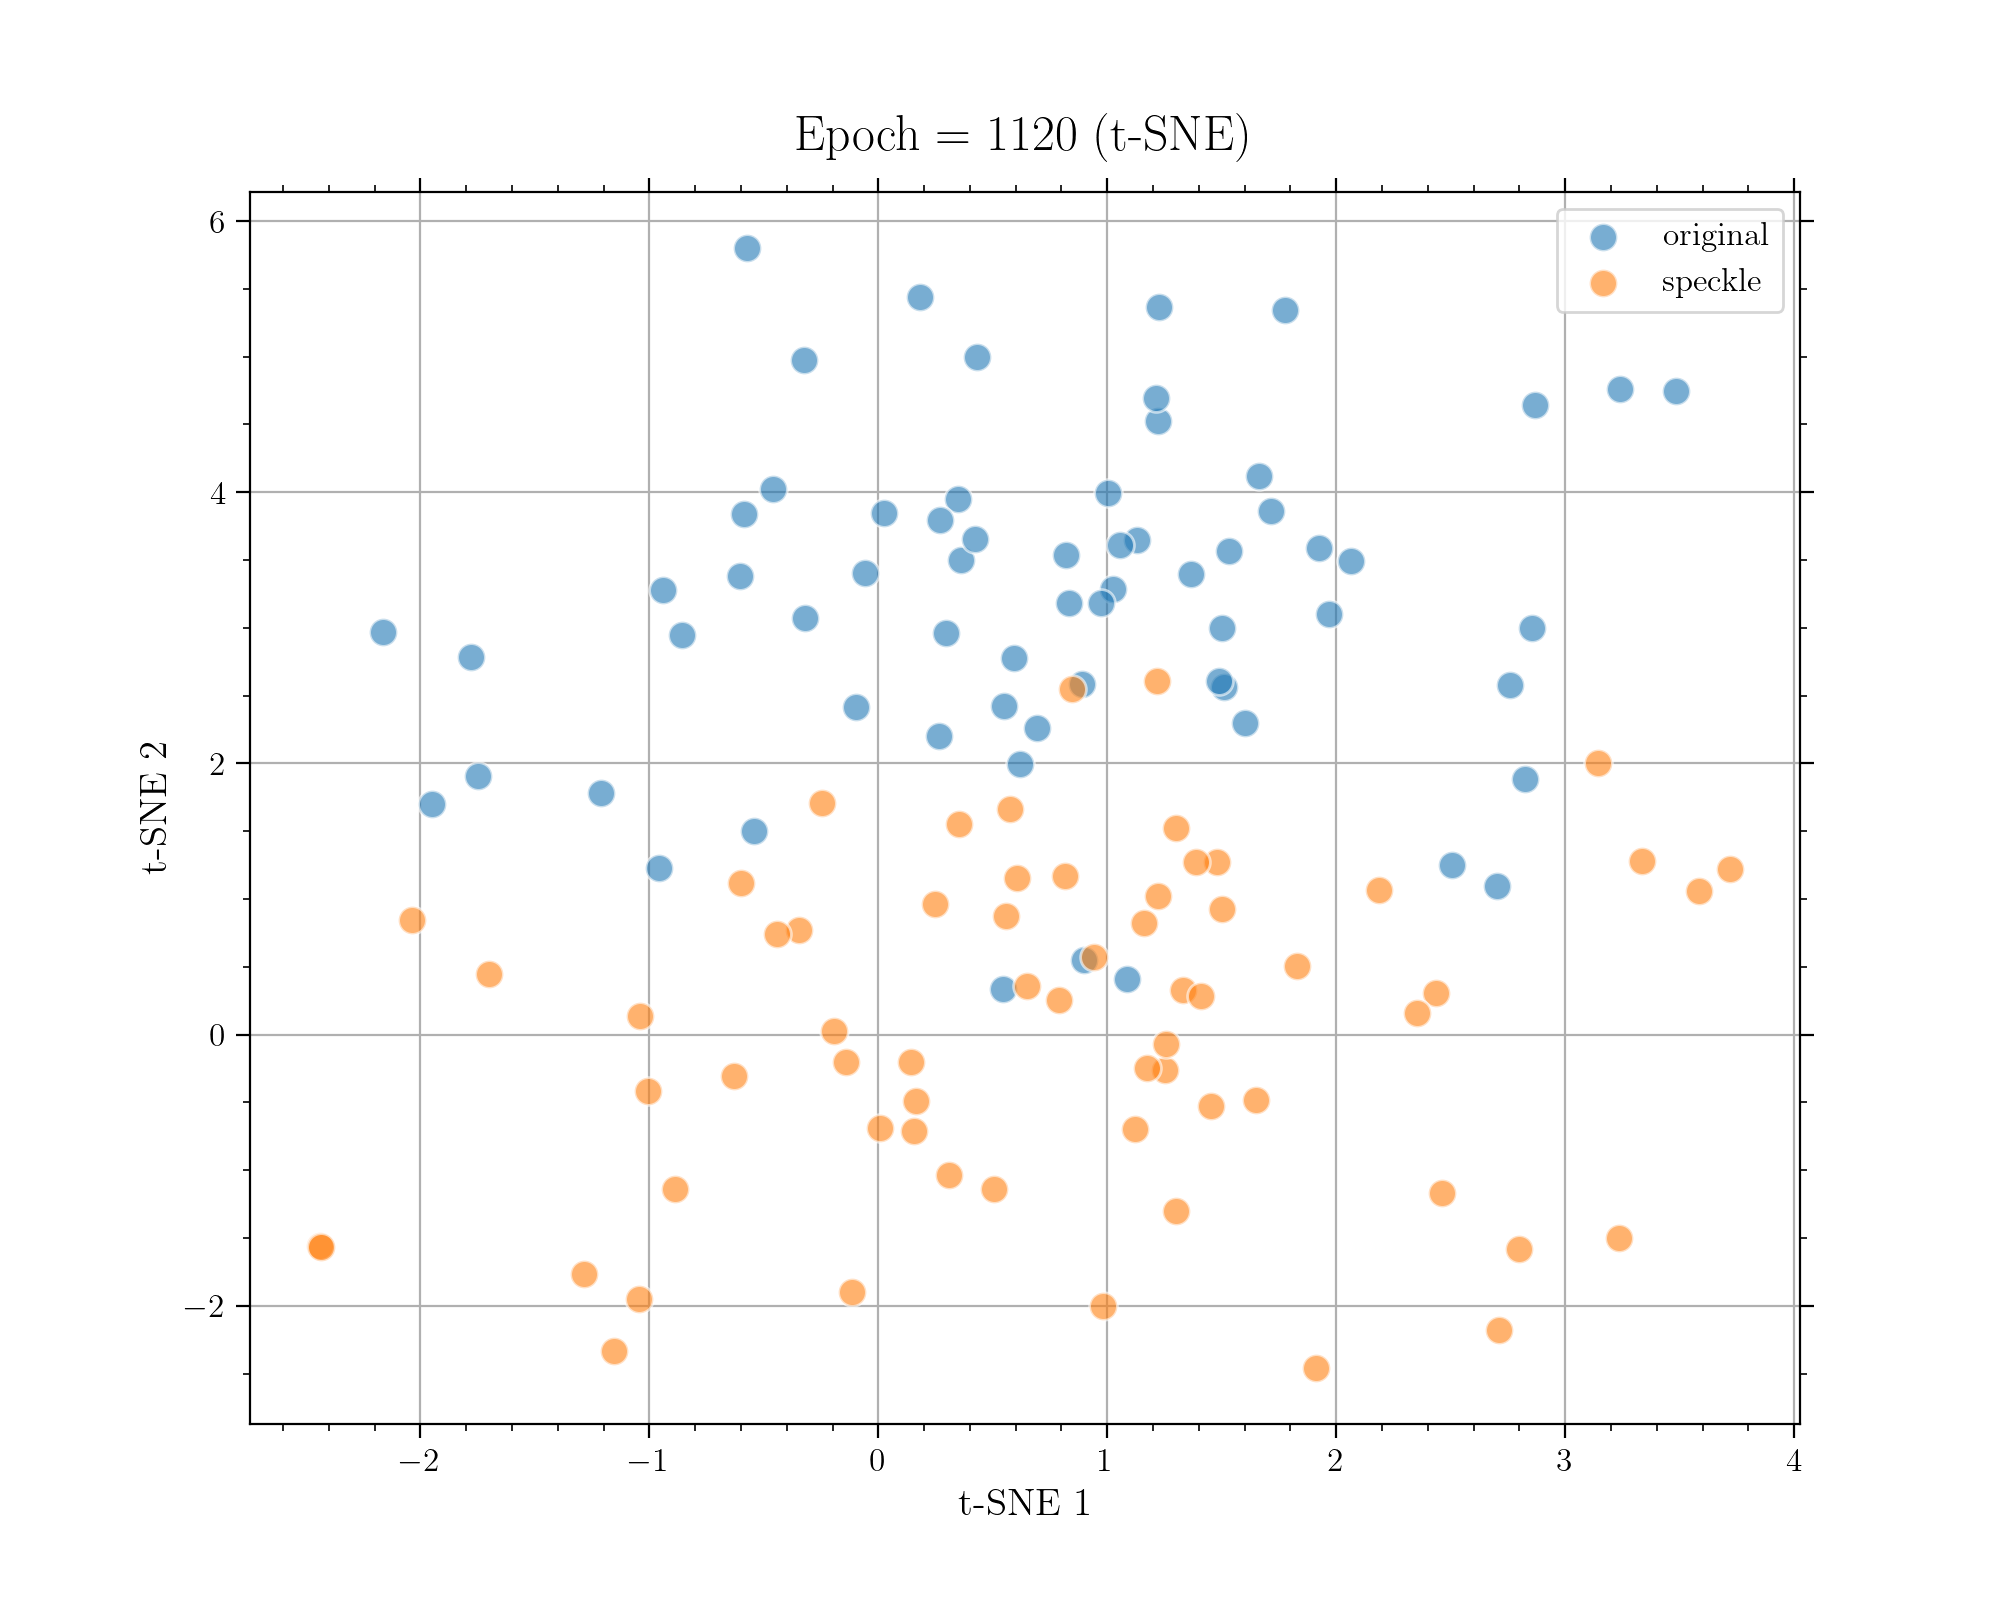 Epoch = 1120 (t-SNE)
original
speckle
6
4
2
0
−2
t-SNE 2
−2 −1 0 1 2 3 4
t-SNE 1